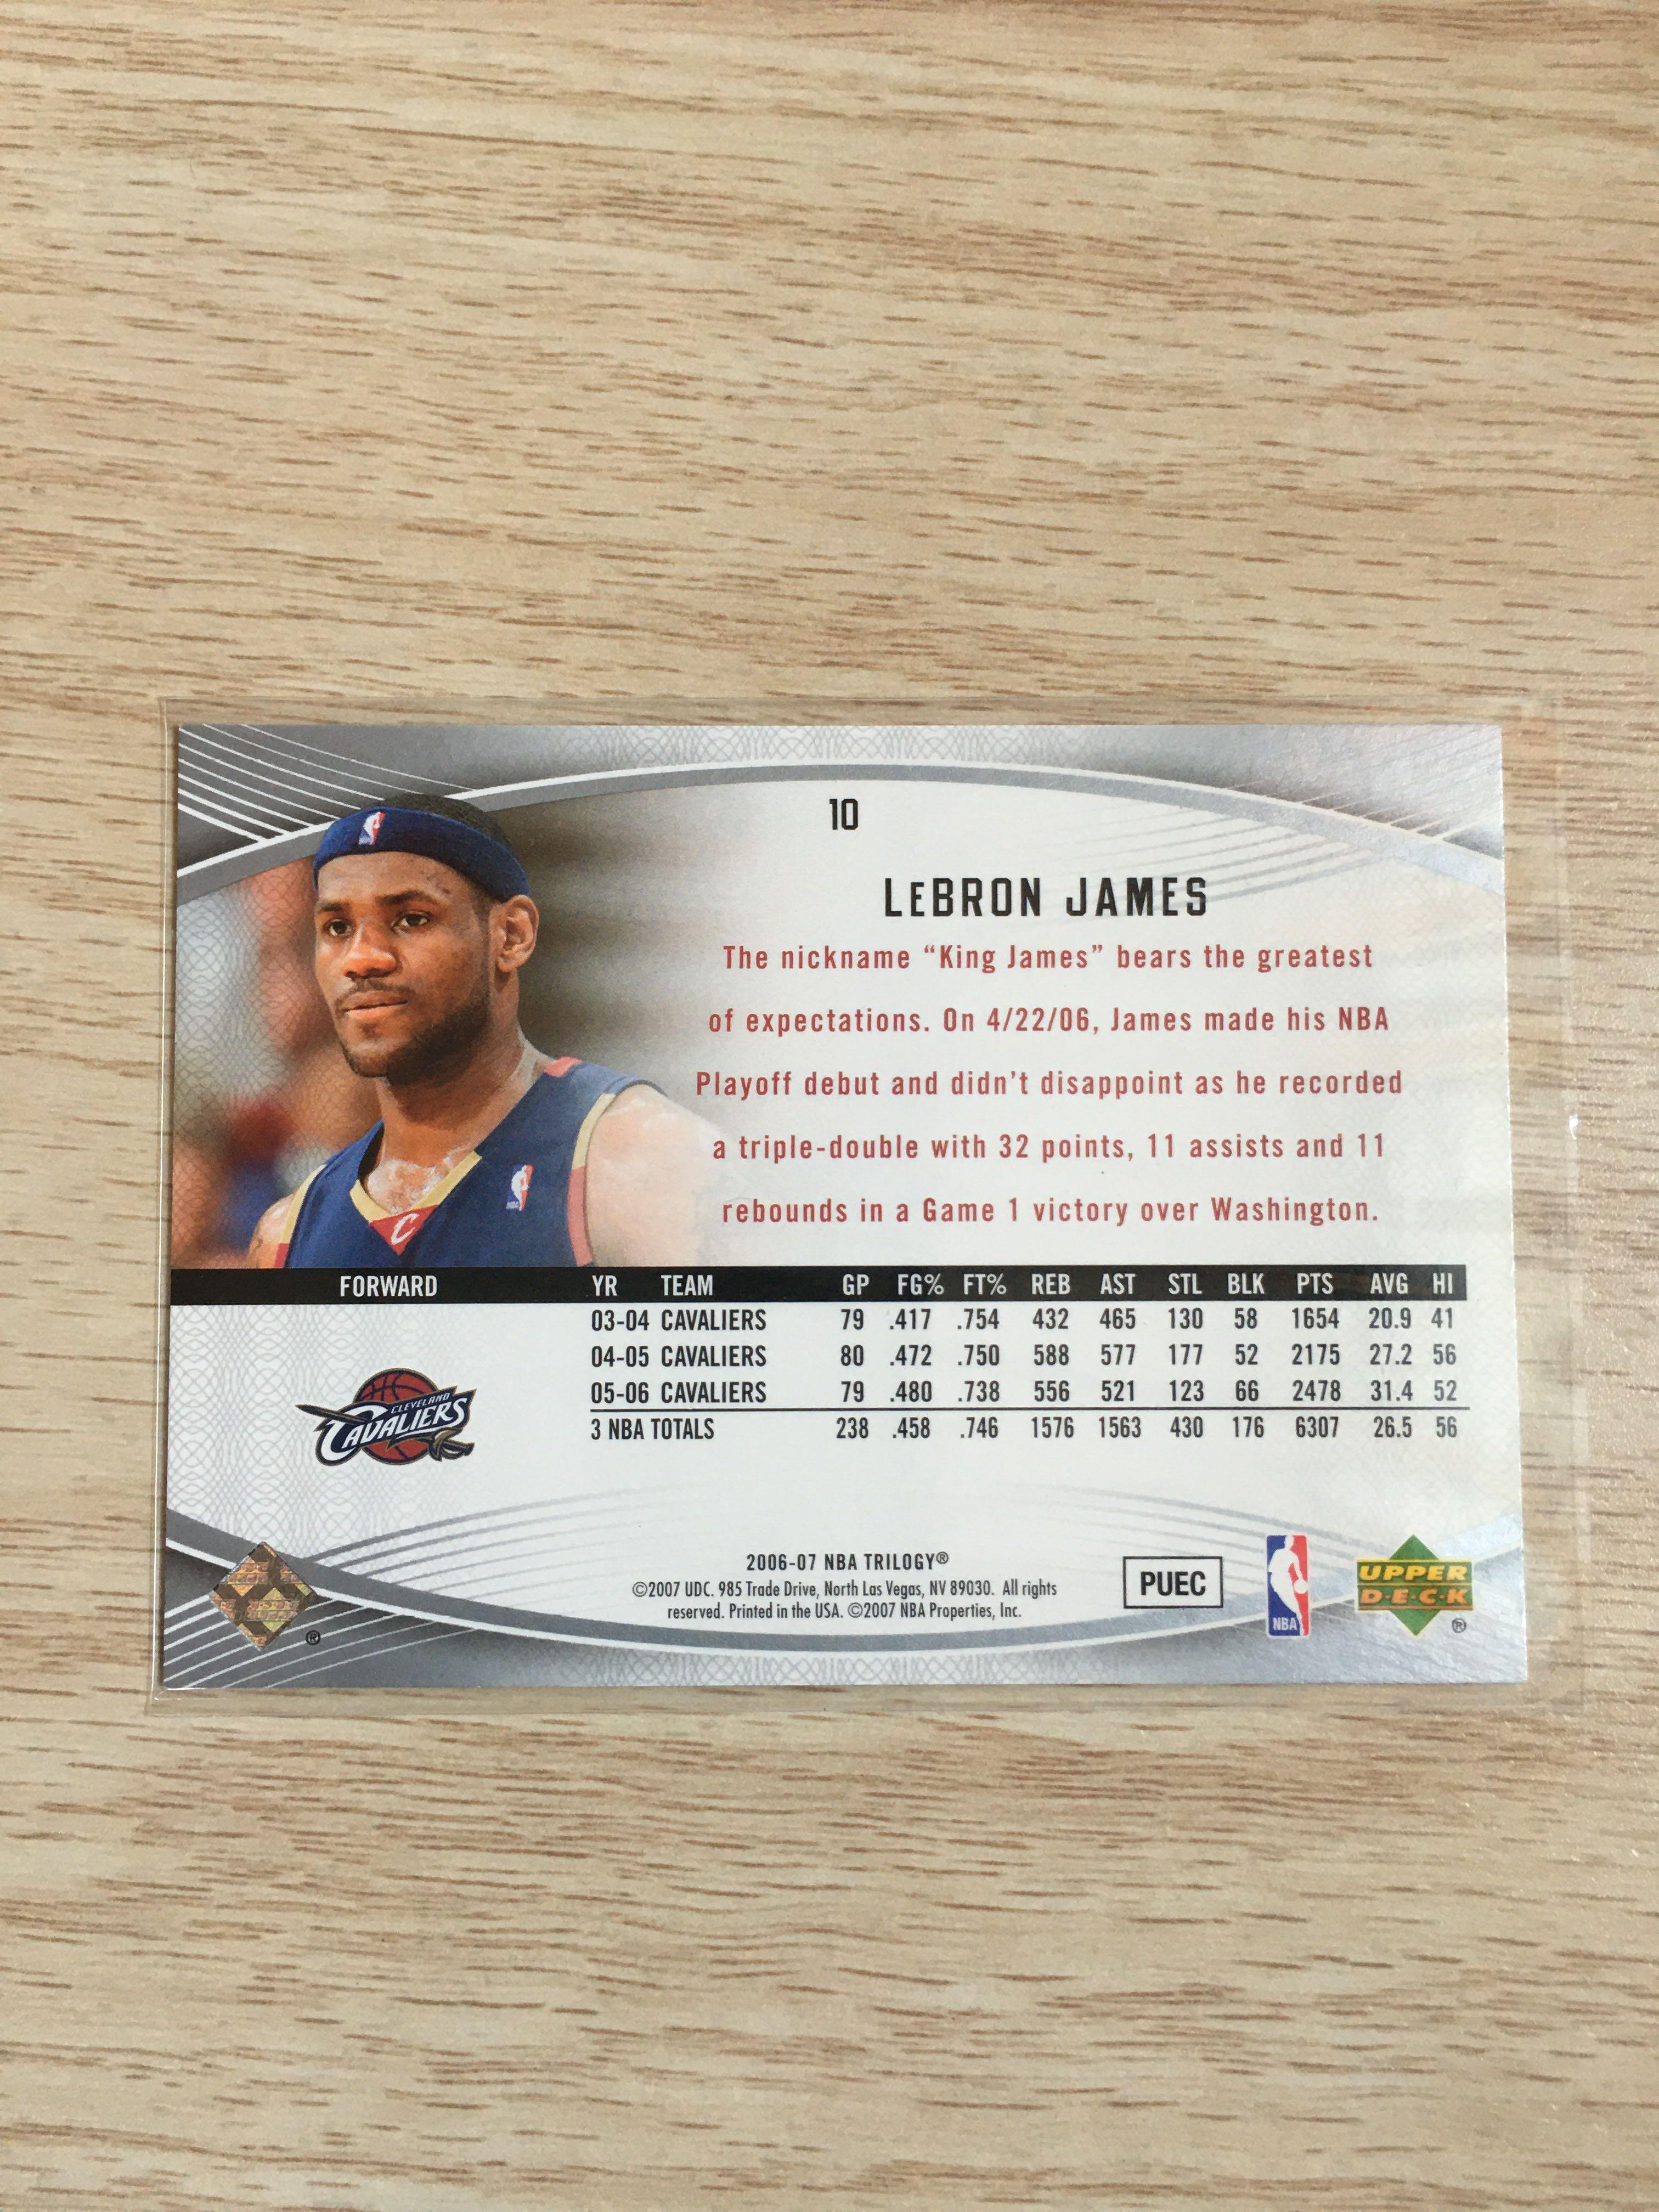 10
LeBRON JAMES
The nickname “King James” bears the greatest
of expectations. On 4/22/06, James made his NBA
Playoff debut and didn’t disappoint as he recorded
a triple-double with 32 points, 11 assists and 11
rebounds in a Game 1 victory over Washington.
C
NBA
FORWARD YR TEAM GP FG% FT% REB AST STL BLK PTS AVG HI
03-04 CAVALIERS 79 .417 .754 432 465 130 58 1654 20.9 41
04-05 CAVALIERS 80 .472 .750 588 577 177 52 2175 27.2 56
05-06 CAVALIERS 79 .480 .738 556 521 123 66 2478 31.4 52
3 NBA TOTALS 238 .458 .746 1576 1563 430 176 6307 26.5 56
CLEVELAND
CAVALIERS
2006-07 NBA TRILOGY®
©2007 UDC. 985 Trade Drive, North Las Vegas, NV 89030. All rights
reserved. Printed in the USA. ©2007 NBA Properties, Inc.
®
PUEC
NBA
UPPER
D·E·C·K
®